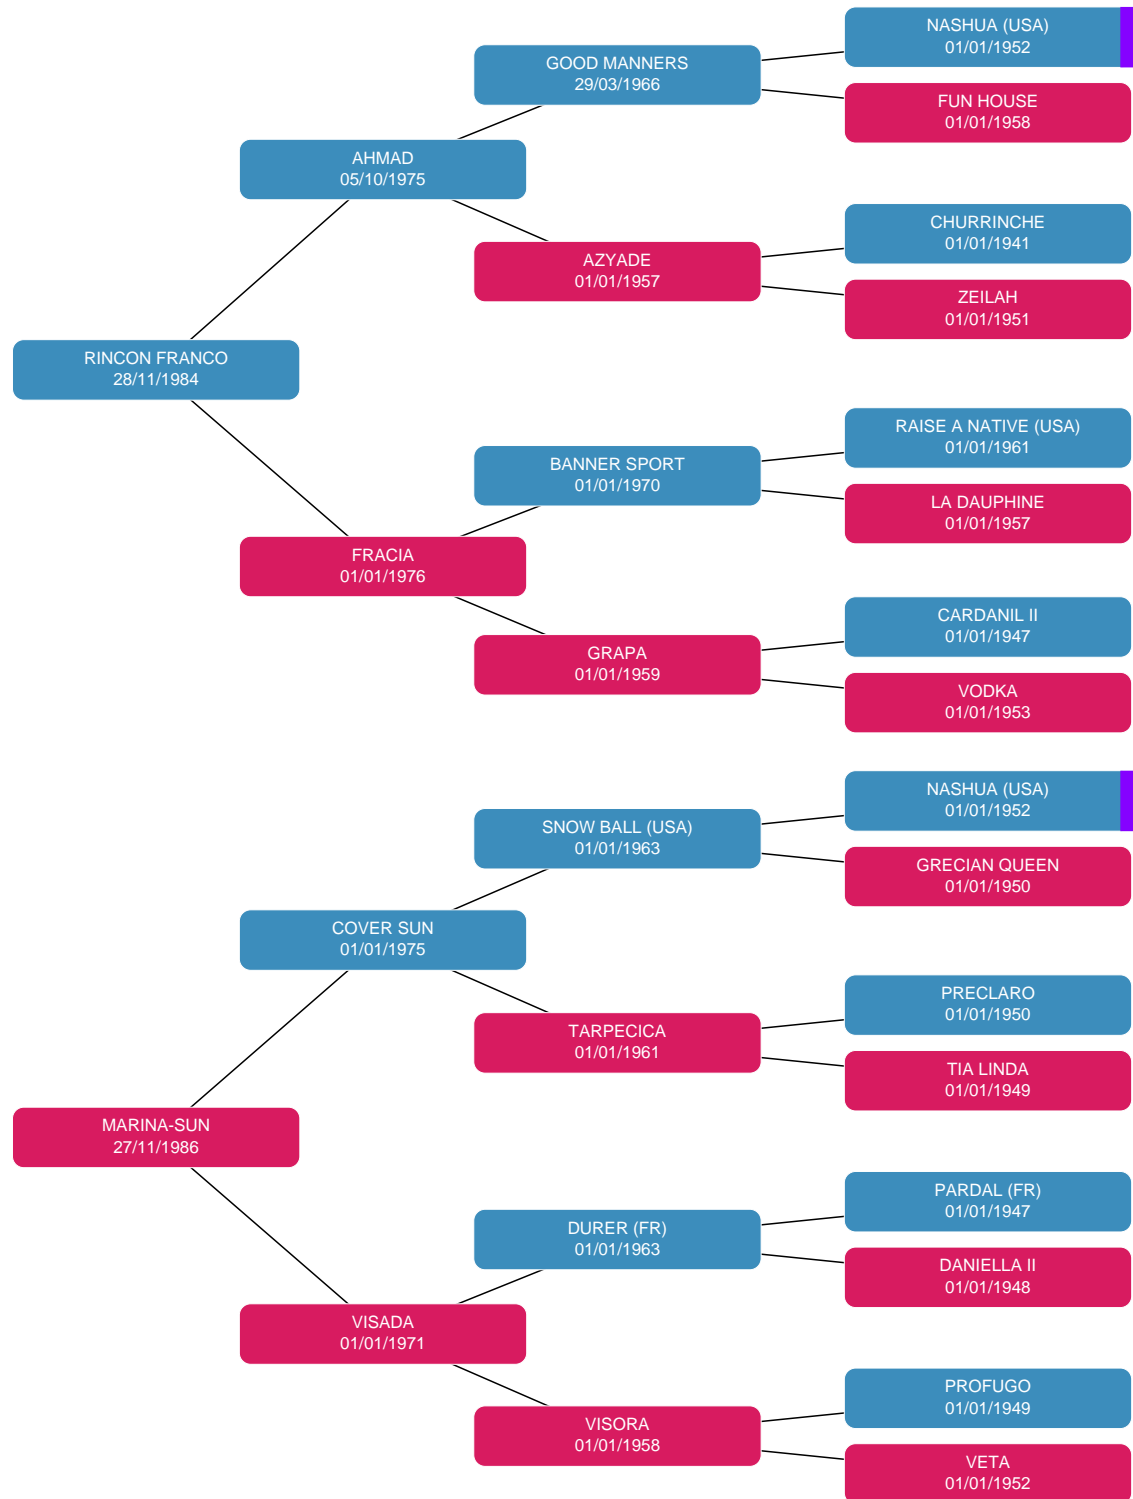 NASHUA (USA)
01/01/1952
GOOD MANNERS
29/03/1966
FUN HOUSE
01/01/1958
AHMAD
05/10/1975
CHURRINCHE
01/01/1941
AZYADE
01/01/1957
ZEILAH
01/01/1951
RINCON FRANCO
28/11/1984
RAISE A NATIVE (USA)
01/01/1961
BANNER SPORT
01/01/1970
LA DAUPHINE
01/01/1957
FRACIA
01/01/1976
CARDANIL II
01/01/1947
GRAPA
01/01/1959
VODKA
01/01/1953
NASHUA (USA)
01/01/1952
SNOW BALL (USA)
01/01/1963
GRECIAN QUEEN
01/01/1950
COVER SUN
01/01/1975
PRECLARO
01/01/1950
TARPECICA
01/01/1961
TIA LINDA
01/01/1949
MARINA-SUN
27/11/1986
PARDAL (FR)
01/01/1947
DURER (FR)
01/01/1963
DANIELLA II
01/01/1948
VISADA
01/01/1971
PROFUGO
01/01/1949
VISORA
01/01/1958
VETA
01/01/1952